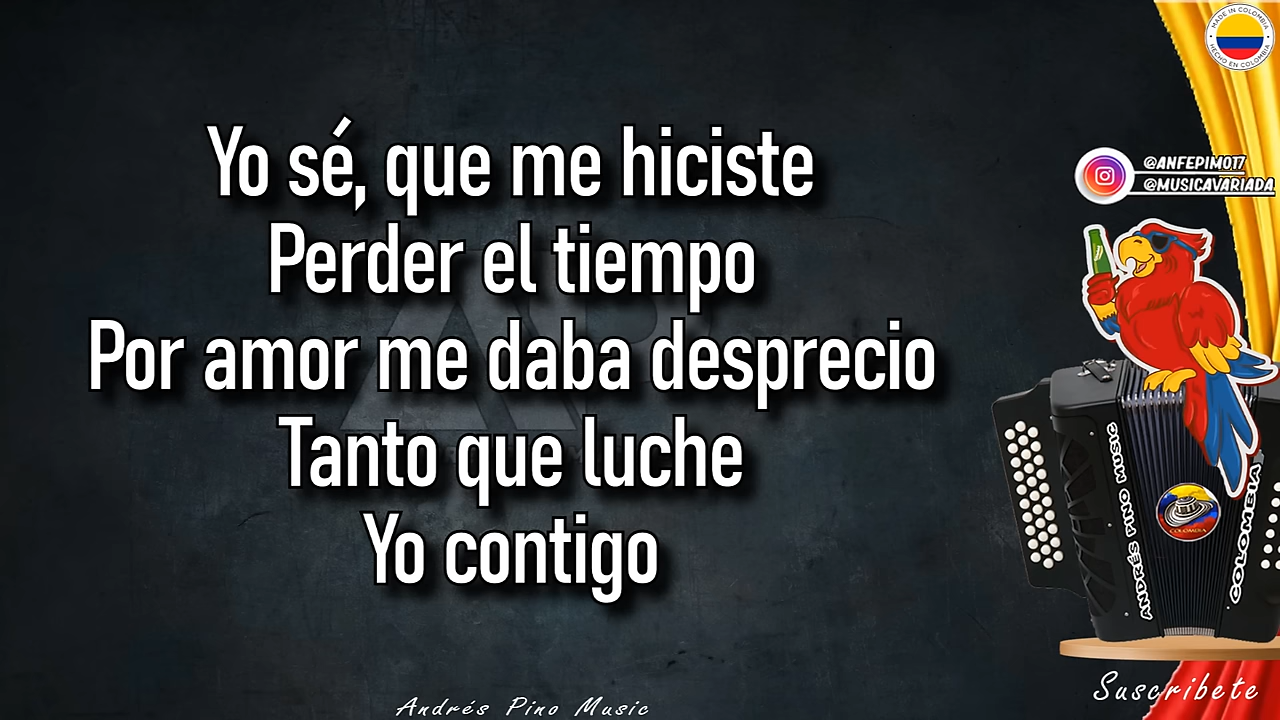 Yo sé, que me hiciste
Perder el tiempo
Por amor me daba desprecio
Tanto que luche
Yo contigo
Andrés Pino Music
MADE IN COLOMBIA
HECHO EN COLOMBIA
@ANFEPIM017
@MUSICAVARIADA
ANDRÉS PINO MUSIC
COLOMBIA
COLOMBIA
Suscribete